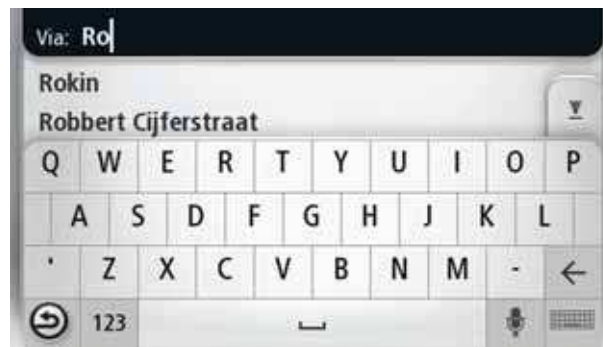 Via: Ro
Rokin
Robbert Cijferstraat
Q W E R T Y U I O P
A S D F G H J K L
' Z X C V B N M -
123